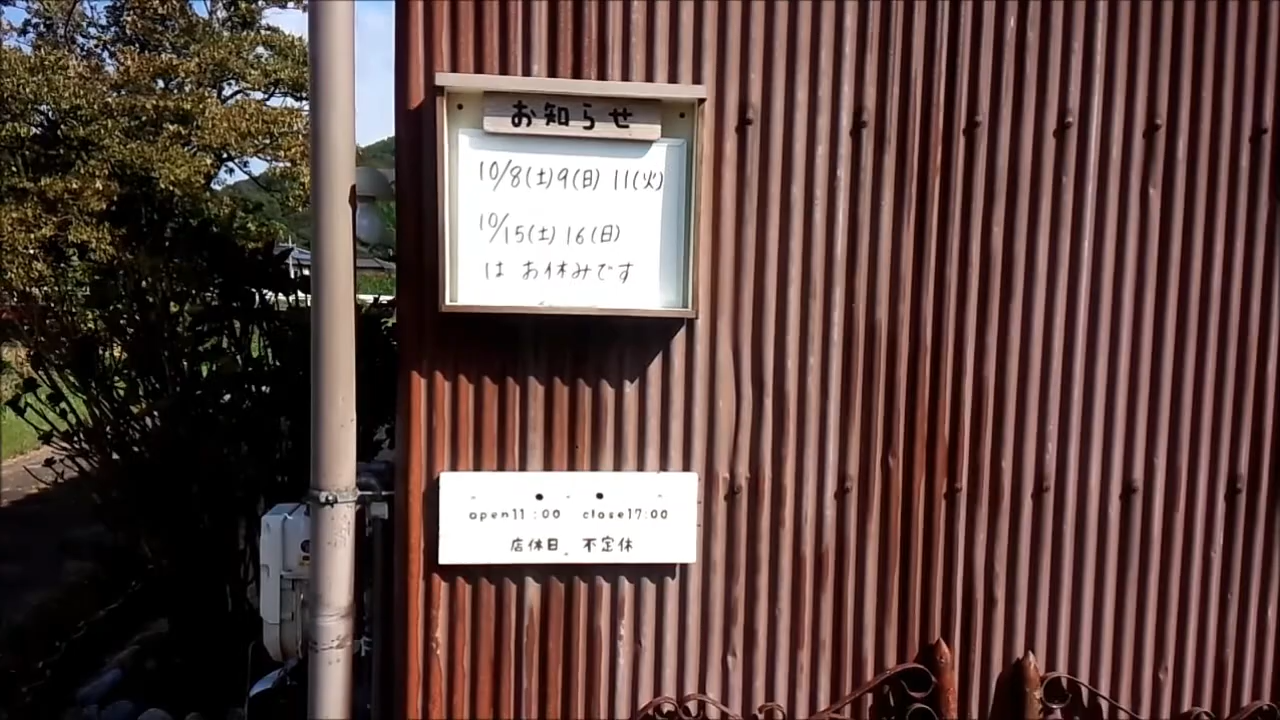 お知らせ
10/8(土)9(日) 11(火)
10/15(土)16(日)
は お休みです
open11:00 close17:00
店休日. 不定休